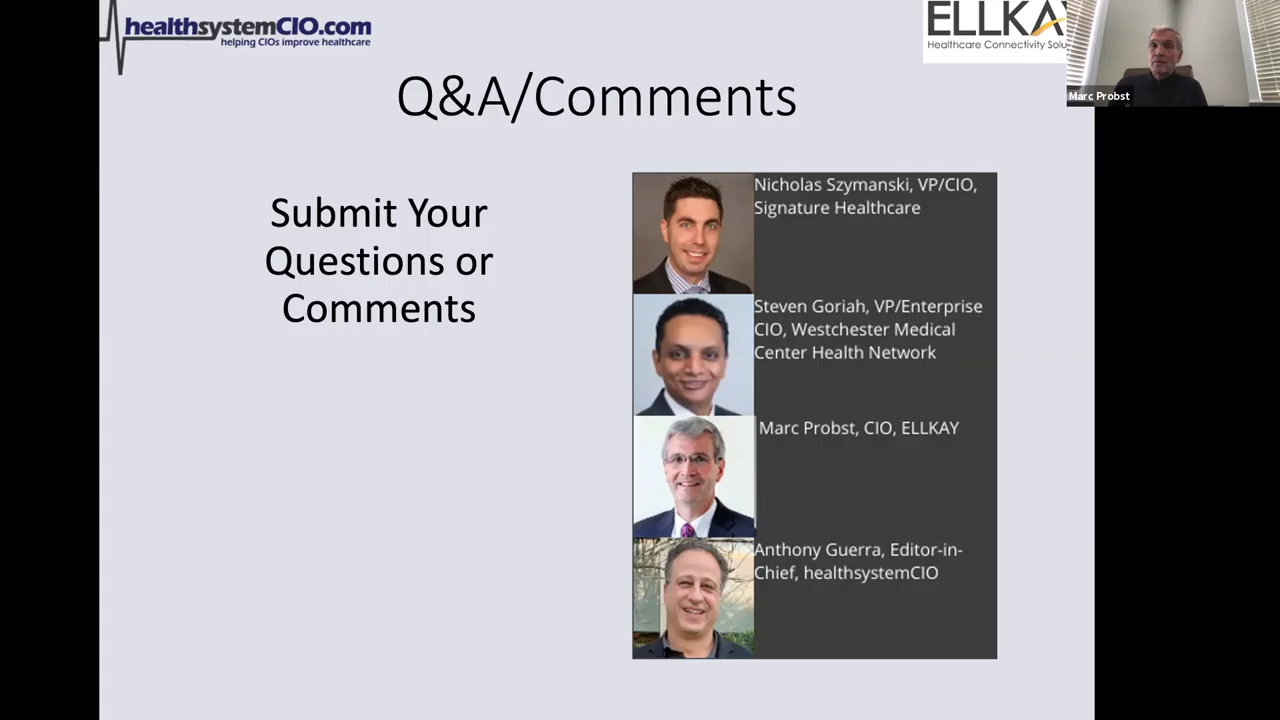 healthsystemCIO.com
helping CIOs improve healthcare
ELLKAY
Healthcare Connectivity Solu
Marc Probst
Q&A/Comments
Submit Your
Questions or
Comments
Nicholas Szymanski, VP/CIO,
Signature Healthcare
Steven Goriah, VP/Enterprise
CIO, Westchester Medical
Center Health Network
Marc Probst, CIO, ELLKAY
Anthony Guerra, Editor-in-
Chief, healthsystemCIO